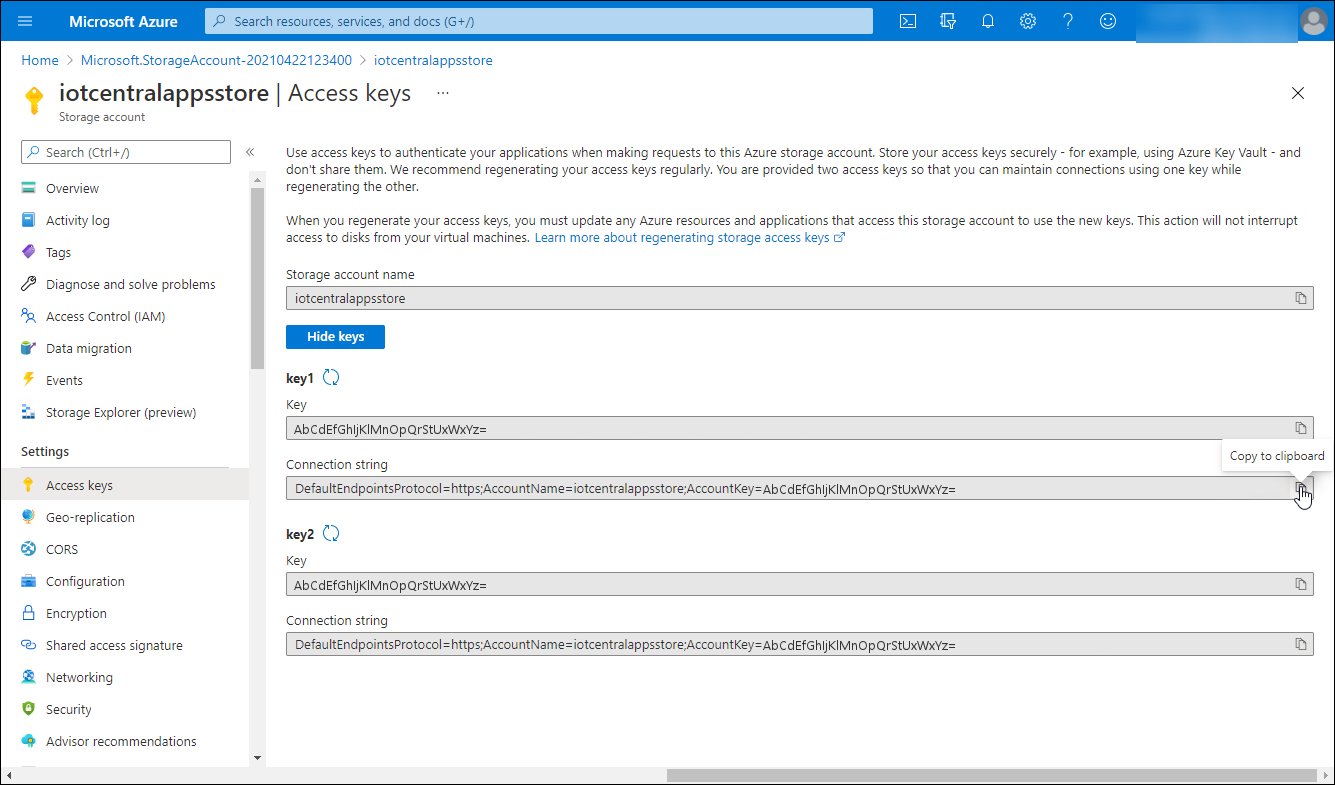 Microsoft Azure
Search resources, services, and docs (G+/)
Home > Microsoft.StorageAccount-20210422123400 > iotcentralappsstore
iotcentralappsstore | Access keys ...
Storage account
Search (Ctrl+/)
Overview
Activity log
Tags
Diagnose and solve problems
Access Control (IAM)
Data migration
Events
Storage Explorer (preview)
Settings
Access keys
Geo-replication
CORS
Configuration
Encryption
Shared access signature
Networking
Security
Advisor recommendations
Use access keys to authenticate your applications when making requests to this Azure storage account. Store your access keys securely - for example, using Azure Key Vault - and
don't share them. We recommend regenerating your access keys regularly. You are provided two access keys so that you can maintain connections using one key while
regenerating the other.
When you regenerate your access keys, you must update any Azure resources and applications that access this storage account to use the new keys. This action will not interrupt
access to disks from your virtual machines. Learn more about regenerating storage access keys
Storage account name
iotcentralappsstore
Hide keys
key1
Key
AbCdEfGhIjKlMnOpQrStUxWxYz=
Copy to clipboard
Connection string
DefaultEndpointsProtocol=https;AccountName=iotcentralappsstore;AccountKey=AbCdEfGhIjKlMnOpQrStUxWxYz=
key2
Key
AbCdEfGhIjKlMnOpQrStUxWxYz=
Connection string
DefaultEndpointsProtocol=https;AccountName=iotcentralappsstore;AccountKey=AbCdEfGhIjKlMnOpQrStUxWxYz=